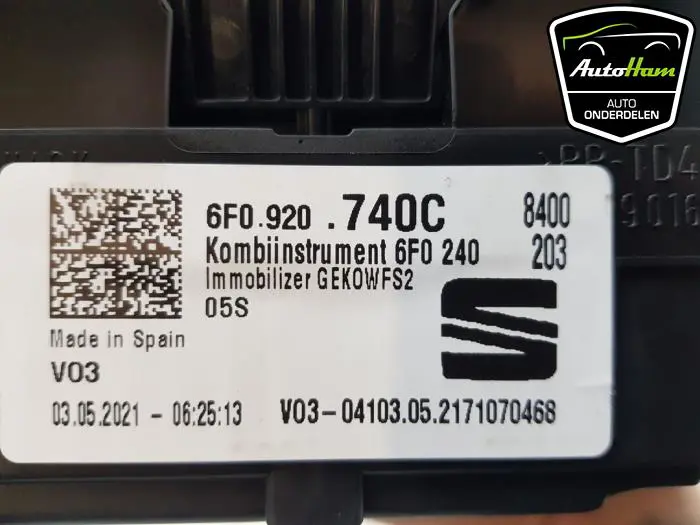 AutoHam
AUTO
ONDERDELEN
6F0.920 .740C 8400
Kombiinstrument 6F0 240 203
Immobilizer GEKOWFS2
05S
Made in Spain
V03
03.05.2021 - 06:25:13 V03-04103.05.2171070468